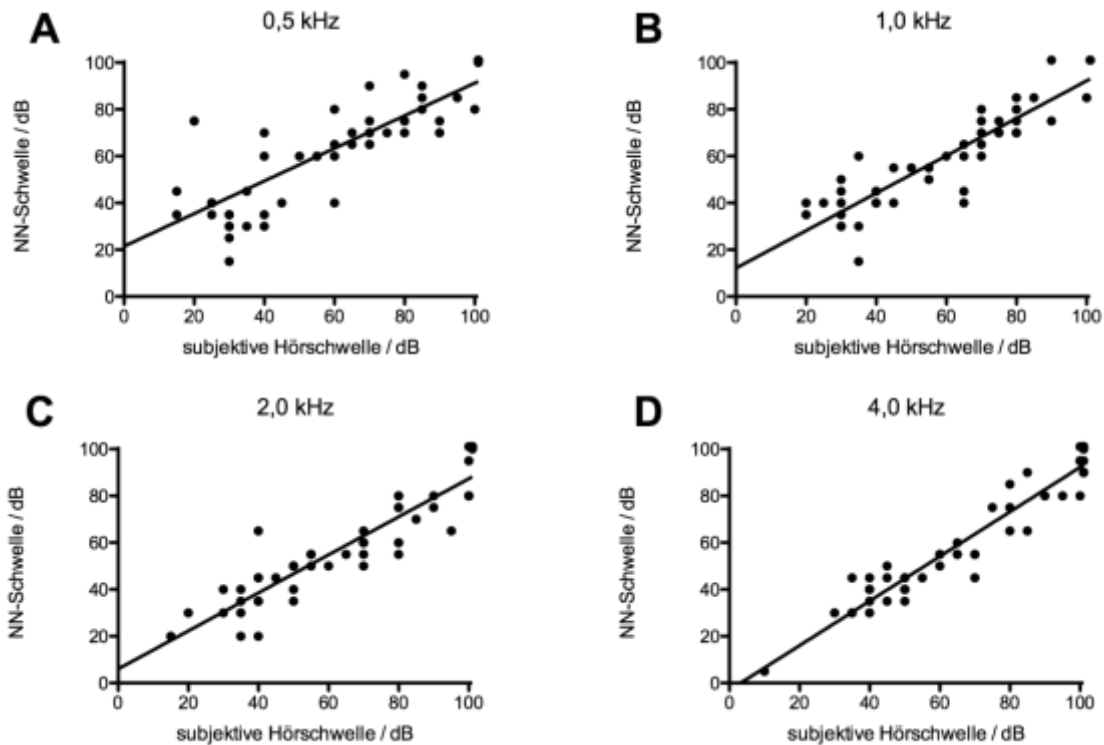 A
0,5 kHz
NN-Schwelle / dB
100
80
60
40
20
0
0 20 40 60 80 100
subjektive Hörschwelle / dB
B
1,0 kHz
NN-Schwelle / dB
100
80
60
40
20
0
0 20 40 60 80 100
subjektive Hörschwelle / dB
C
2,0 kHz
NN-Schwelle / dB
100
80
60
40
20
0
0 20 40 60 80 100
subjektive Hörschwelle / dB
D
4,0 kHz
NN-Schwelle / dB
100
80
60
40
20
0
0 20 40 60 80 100
subjektive Hörschwelle / dB